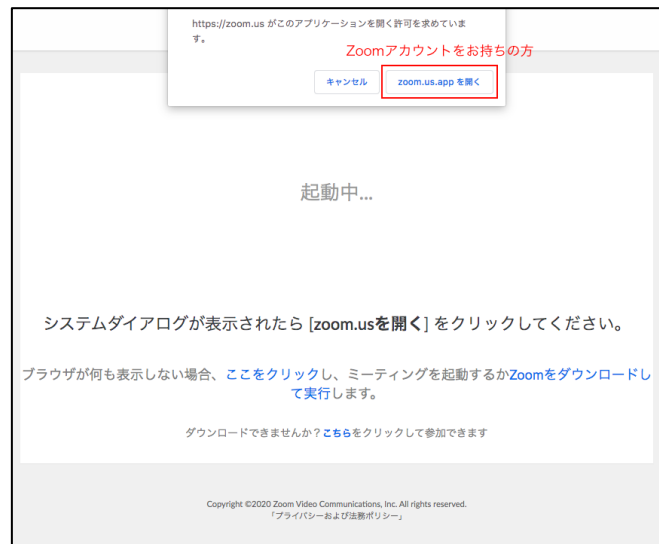 https://zoom.us がこのアプリケーションを開く許可を求めていま
す。
Zoomアカウントをお持ちの方
キャンセル
zoom.us.app を開く
起動中...
システムダイアログが表示されたら [zoom.usを開く] をクリックしてください。
ブラウザが何も表示しない場合、ここをクリックし、ミーティングを起動するかZoomをダウンロードし
て実行します。
ダウンロードできませんか？こちらをクリックして参加できます
Copyright ©2020 Zoom Video Communications, Inc. All rights reserved.
「プライバシーおよび法務ポリシー」